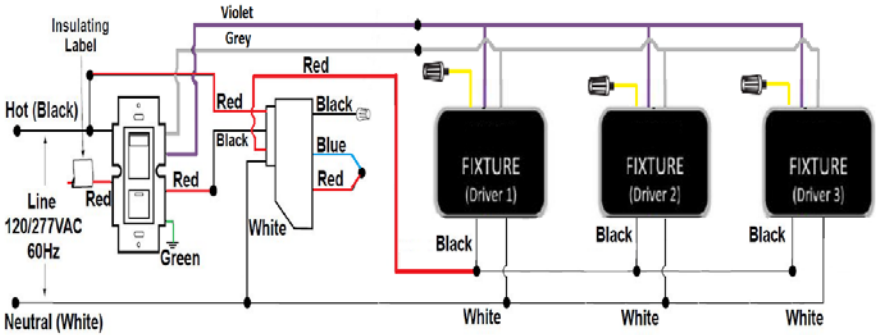 Violet
Insulating
Label
Grey
Red
Hot (Black)
Red
Black
Black
Blue
Red
Red
Red
Line
120/277VAC
60Hz
White
Green
Neutral (White)
FIXTURE
(Driver 1)
FIXTURE
(Driver 2)
FIXTURE
(Driver 3)
Black
Black
Black
White
White
White